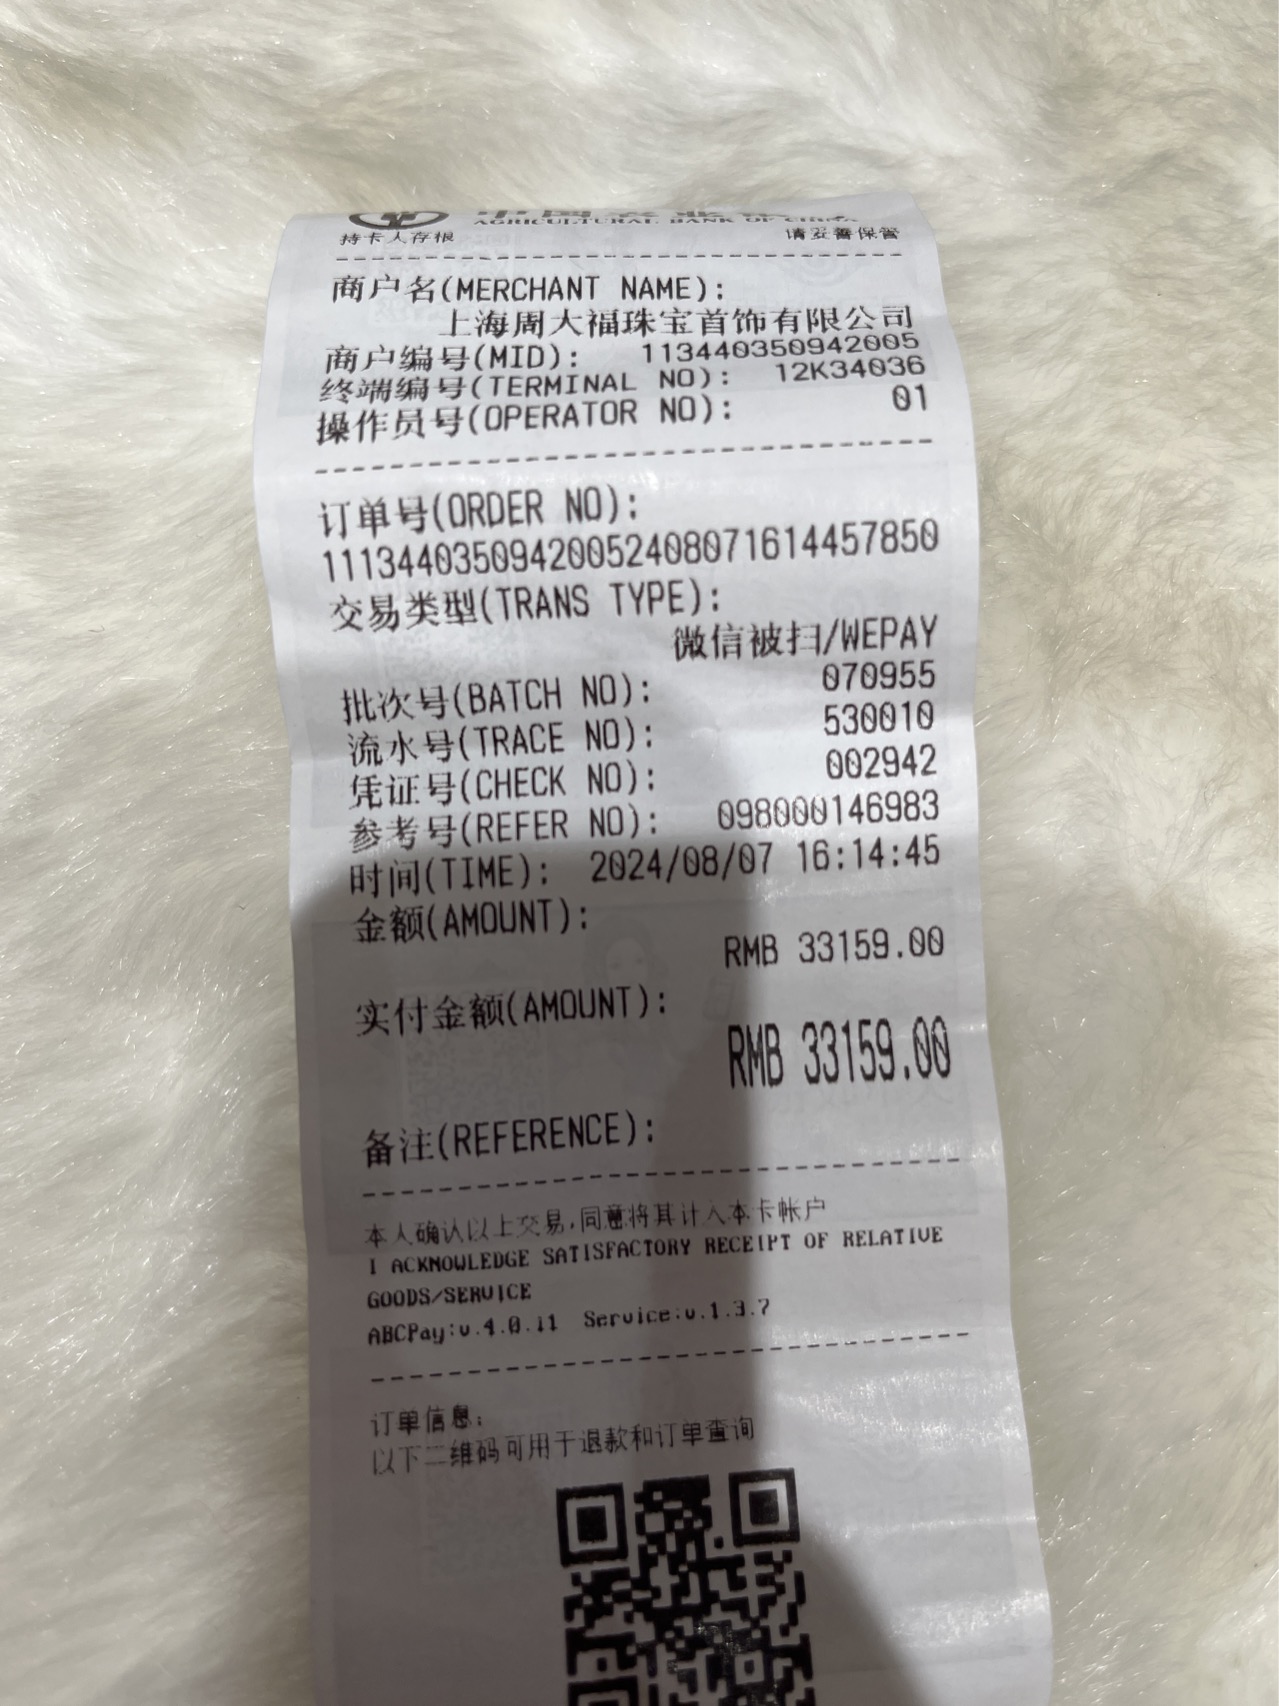 AGRICULTURAL BANK OF CHINA
持卡人存根 请妥善保管
商户名(MERCHANT NAME):
上海周大福珠宝首饰有限公司
商户编号(MID): 113440350942005
终端编号(TERMINAL NO): 12K34036
操作员号(OPERATOR NO): 01
订单号(ORDER NO):
11134403509420052408071614457850
交易类型(TRANS TYPE):
微信被扫/WEPAY
批次号(BATCH NO): 070955
流水号(TRACE NO): 530010
凭证号(CHECK NO): 002942
参考号(REFER NO): 098000146983
时间(TIME): 2024/08/07 16:14:45
金额(AMOUNT):
RMB 33159.00
实付金额(AMOUNT):
RMB 33159.00
备注(REFERENCE):
本人确认以上交易,同意将其计入本卡帐户
I ACKNOWLEDGE SATISFACTORY RECEIPT OF RELATIVE
GOODS/SERVICE
ABCPay:v.4.0.11 Service:v.1.3.7
订单信息:
以下二维码可用于退款和订单查询